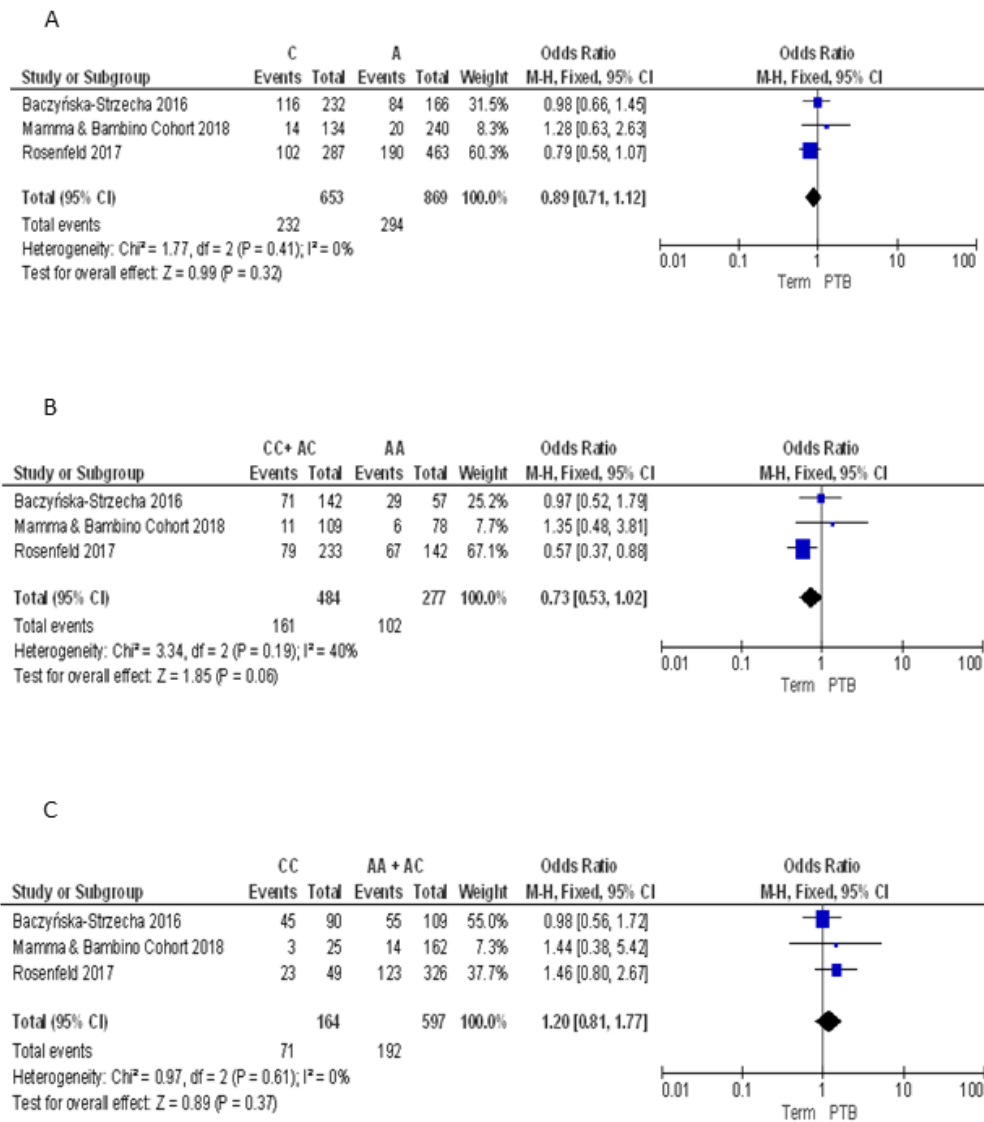 A
C A Odds Ratio Odds Ratio
Study or Subgroup Events Total Events Total Weight M-H, Fixed, 95% CI M-H, Fixed, 95% CI
Baczyńska-Strzecha 2016 116 232 84 166 31.5% 0.98 [0.66, 1.45]
Mamma & Bambino Cohort 2018 14 134 20 240 8.3% 1.28 [0.63, 2.63]
Rosenfeld 2017 102 287 190 463 60.3% 0.79 [0.58, 1.07]
Total (95% CI) 653 869 100.0% 0.89 [0.71, 1.12]
Total events 232 294
Heterogeneity: Chi² = 1.77, df = 2 (P = 0.41); I² = 0%
Test for overall effect: Z = 0.99 (P = 0.32)
0.01 0.1 1 10 100
Term PTB
B
CC+ AC AA Odds Ratio Odds Ratio
Study or Subgroup Events Total Events Total Weight M-H, Fixed, 95% CI M-H, Fixed, 95% CI
Baczyńska-Strzecha 2016 71 142 29 57 25.2% 0.97 [0.52, 1.79]
Mamma & Bambino Cohort 2018 11 109 6 78 7.7% 1.35 [0.48, 3.81]
Rosenfeld 2017 79 233 67 142 67.1% 0.57 [0.37, 0.88]
Total (95% CI) 484 277 100.0% 0.73 [0.53, 1.02]
Total events 161 102
Heterogeneity: Chi² = 3.34, df = 2 (P = 0.19); I² = 40%
Test for overall effect: Z = 1.85 (P = 0.06)
0.01 0.1 1 10 100
Term PTB
C
CC AA + AC Odds Ratio Odds Ratio
Study or Subgroup Events Total Events Total Weight M-H, Fixed, 95% CI M-H, Fixed, 95% CI
Baczyńska-Strzecha 2016 45 90 55 109 55.0% 0.98 [0.56, 1.72]
Mamma & Bambino Cohort 2018 3 25 14 162 7.3% 1.44 [0.38, 5.42]
Rosenfeld 2017 23 49 123 326 37.7% 1.46 [0.80, 2.67]
Total (95% CI) 164 597 100.0% 1.20 [0.81, 1.77]
Total events 71 192
Heterogeneity: Chi² = 0.97, df = 2 (P = 0.61); I² = 0%
Test for overall effect: Z = 0.89 (P = 0.37)
0.01 0.1 1 10 100
Term PTB